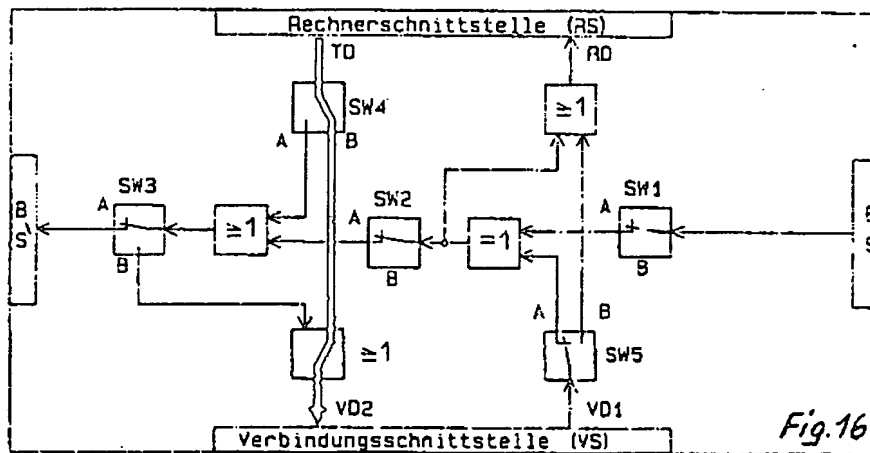 Rechnerschnittstelle (RS)
TD
RD
SW4
≥1
A
B
SW3
A
SW2
A
SW1
A
B
S
≥1
=1
B
S
B
B
B
A
B
≥1
SW5
VD2
VD1
Verbindungsschnittstelle (VS)
Fig.16